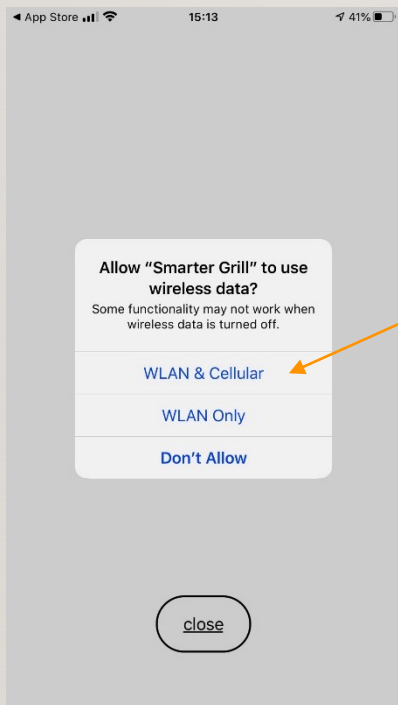 ◀ App Store 15:13 41%
Allow “Smarter Grill” to use
wireless data?
Some functionality may not work when
wireless data is turned off.
WLAN & Cellular
WLAN Only
Don’t Allow
close